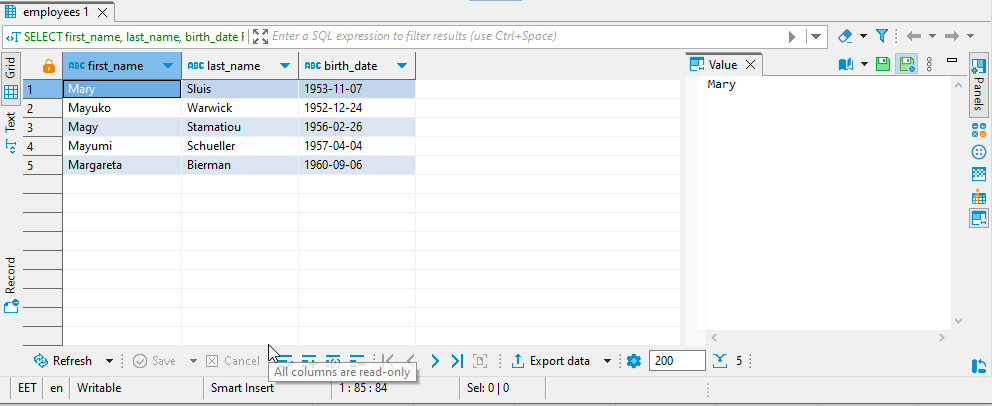 employees 1
SELECT first_name, last_name, birth_date F Enter a SQL expression to filter results (use Ctrl+Space)
Grid
Text
Record
ABC first_name ABC last_name ABC birth_date
1 Mary Sluis 1953-11-07
2 Mayuko Warwick 1952-12-24
3 Magy Stamatiou 1956-02-26
4 Mayumi Schueller 1957-04-04
5 Margareta Bierman 1960-09-06
Value
Mary
Panels
Refresh Save Cancel Export data 200 5
All columns are read-only
EET en Writable Smart Insert 1 : 85 : 84 Sel: 0 | 0